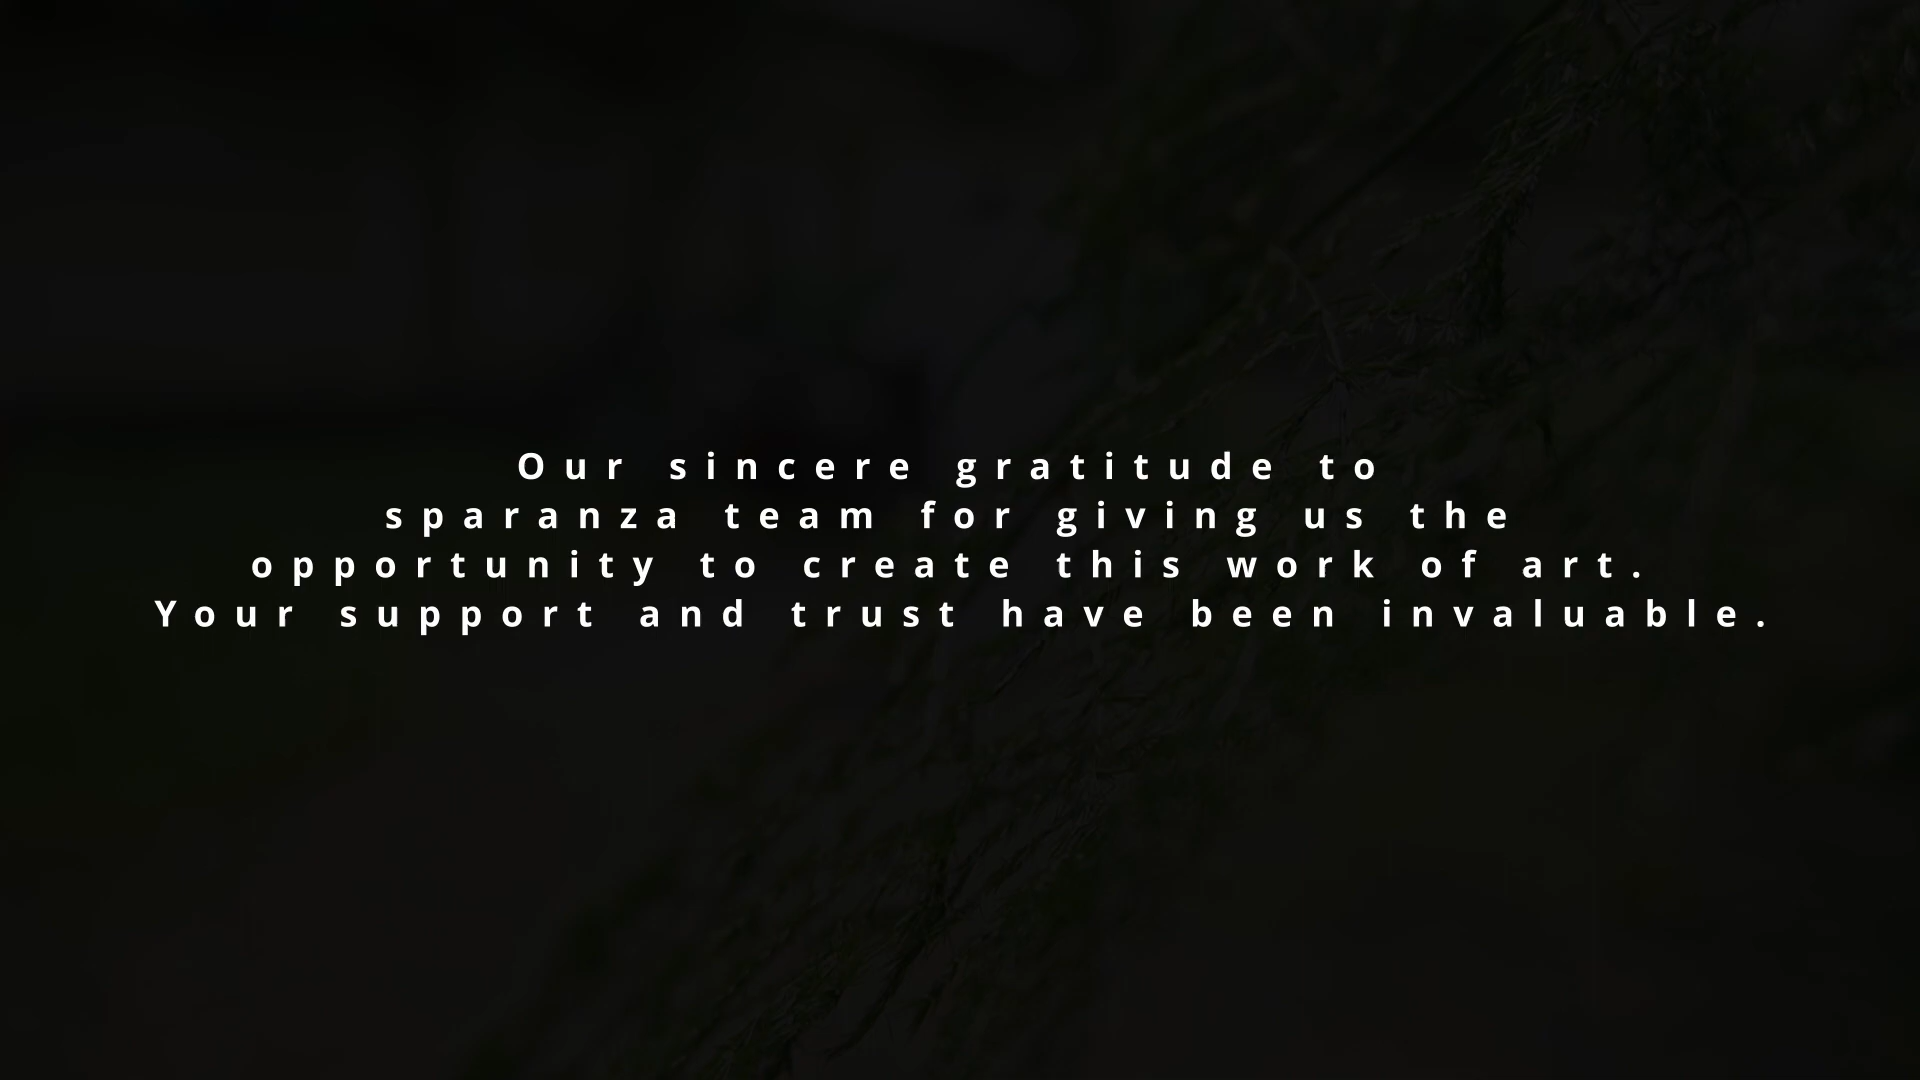 Our sincere gratitude to
sparanza team for giving us the
opportunity to create this work of art.
Your support and trust have been invaluable.